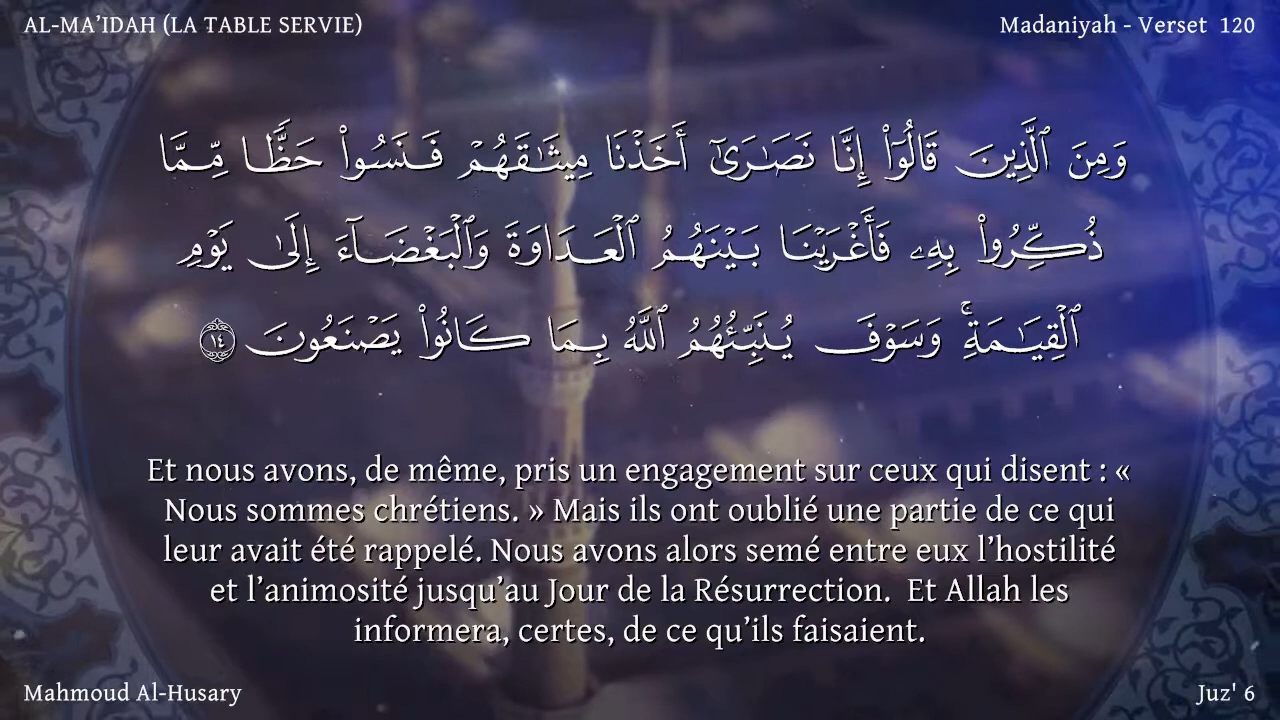 AL-MA’IDAH (LA TABLE SERVIE)
Madaniyah - Verset  120
وَمِنَ ٱلَّذِينَ قَالُوٓا۟ إِنَّا نَصَـٰرَىٰٓ أَخَذْنَا مِيثَـٰقَهُمْ فَنَسُوا۟ حَظًّا مِّمَّا
ذُكِّرُوا۟ بِهِۦ فَأَغْرَيْنَا بَيْنَهُمُ ٱلْعَدَاوَةَ وَٱلْبَغْضَآءَ إِلَىٰ يَوْمِ
ٱلْقِيَـٰمَةِ ۚ وَسَوْفَ يُنَبِّئُهُمُ ٱللَّهُ بِمَا كَانُوا۟ يَصْنَعُونَ ١٤
Et nous avons, de même, pris un engagement sur ceux qui disent : «
Nous sommes chrétiens. » Mais ils ont oublié une partie de ce qui
leur avait été rappelé. Nous avons alors semé entre eux l’hostilité
et l’animosité jusqu’au Jour de la Résurrection.  Et Allah les
informera, certes, de ce qu’ils faisaient.
Mahmoud Al-Husary
Juz' 6